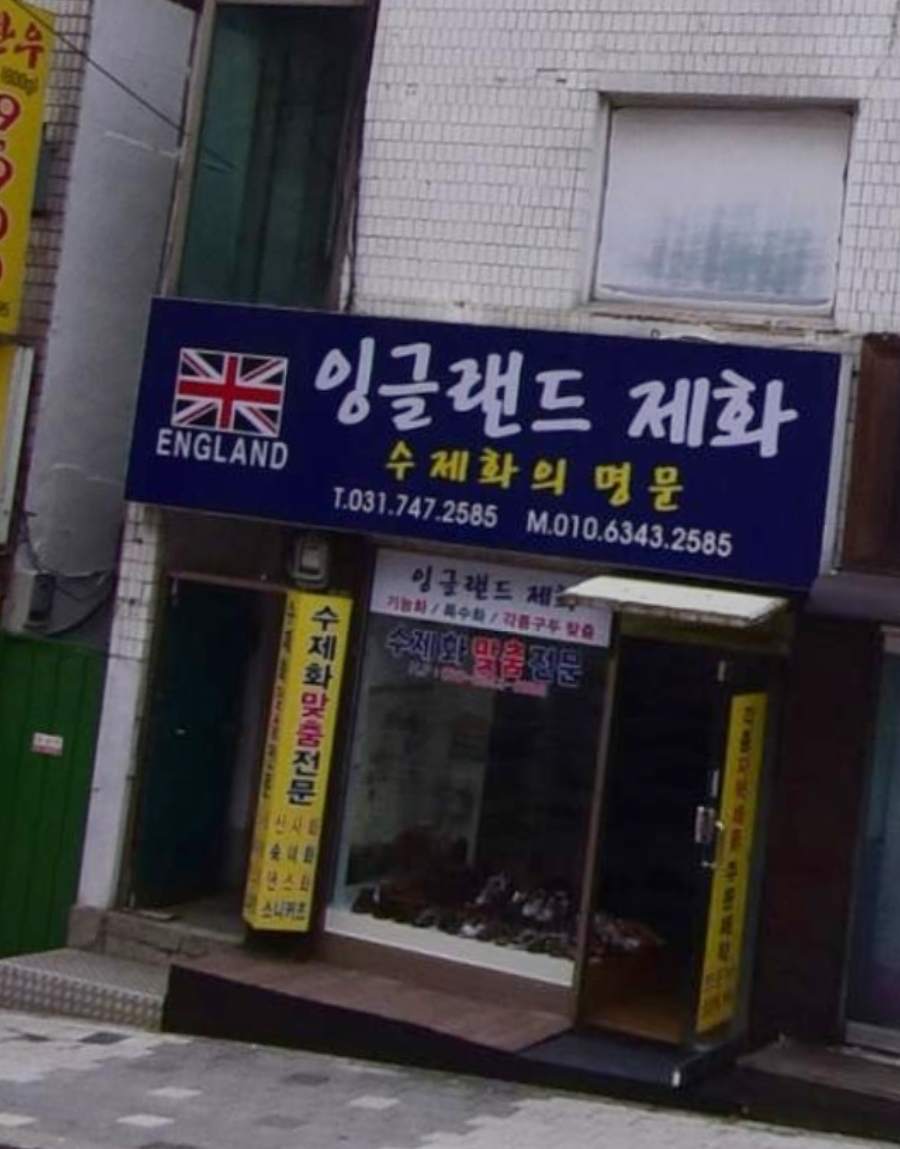 한우
(600g)
잉글랜드 제화
ENGLAND
수제화의 명문
T.031.747.2585 M.010.6343.2585
잉글랜드 제화
기능화 / 특수화 / 각종구두 맞춤
수제화 맞춤 전문
수제화맞춤전문
신사화
숙녀화
댄스화
스니커즈